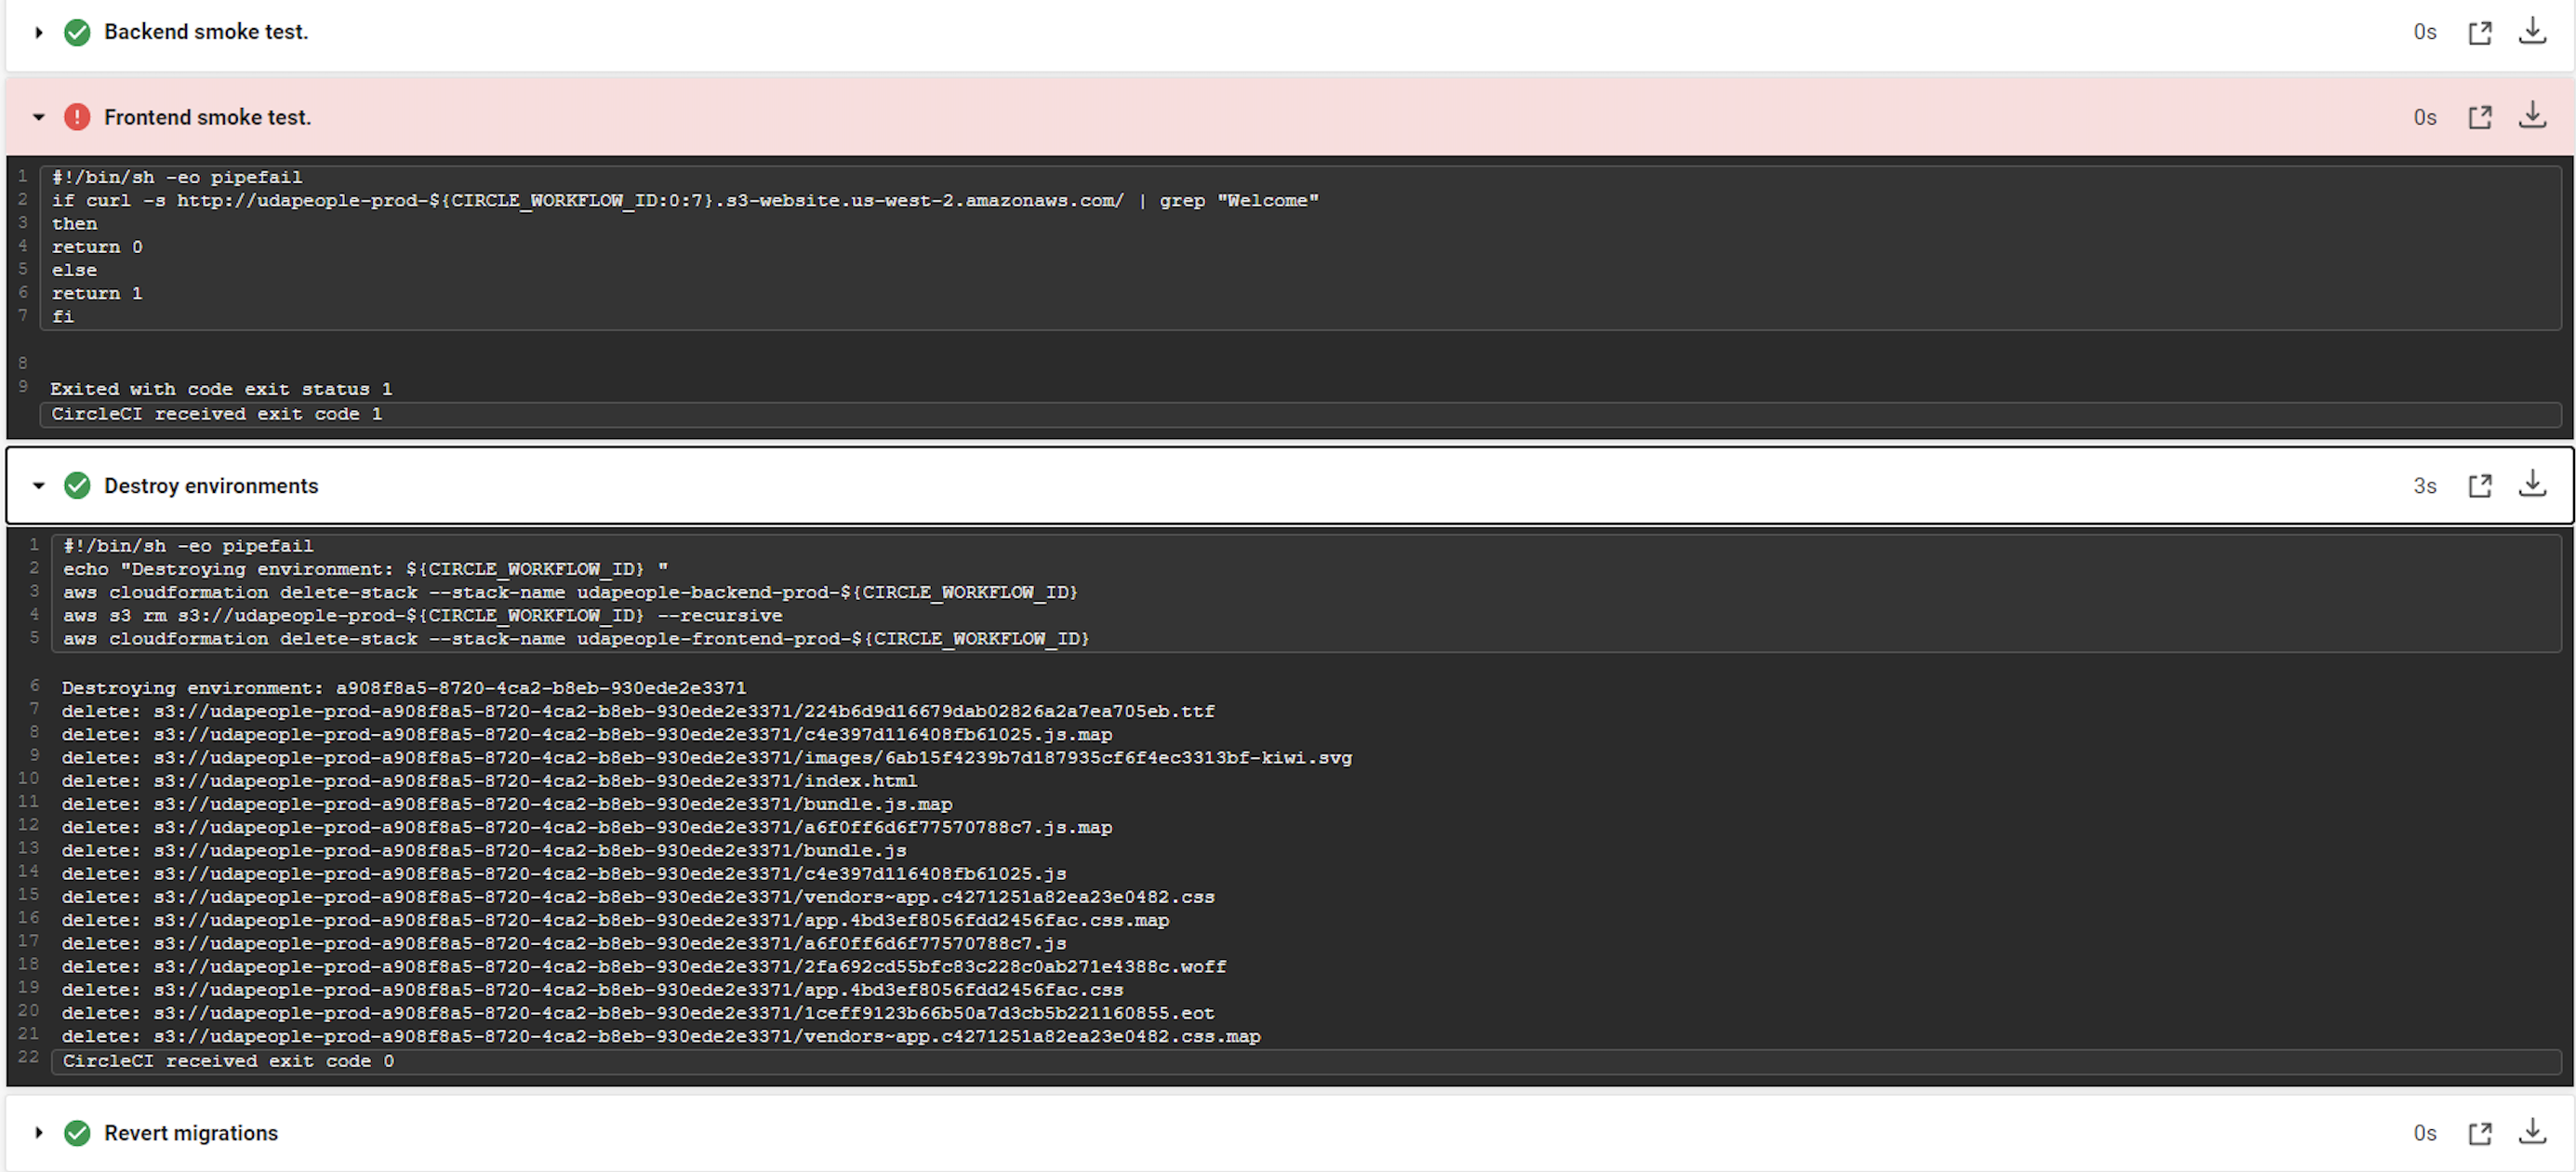 Backend smoke test.
0s
Frontend smoke test.
0s
1 #!/bin/sh -eo pipefail
2 if curl -s http://udapeople-prod-${CIRCLE_WORKFLOW_ID:0:7}.s3-website.us-west-2.amazonaws.com/ | grep "Welcome"
3 then
4 return 0
5 else
6 return 1
7 fi
8
9 Exited with code exit status 1
CircleCI received exit code 1
Destroy environments
3s
1 #!/bin/sh -eo pipefail
2 echo "Destroying environment: ${CIRCLE_WORKFLOW_ID} "
3 aws cloudformation delete-stack --stack-name udapeople-backend-prod-${CIRCLE_WORKFLOW_ID}
4 aws s3 rm s3://udapeople-prod-${CIRCLE_WORKFLOW_ID} --recursive
5 aws cloudformation delete-stack --stack-name udapeople-frontend-prod-${CIRCLE_WORKFLOW_ID}
6 Destroying environment: a908f8a5-8720-4ca2-b8eb-930ede2e3371
7 delete: s3://udapeople-prod-a908f8a5-8720-4ca2-b8eb-930ede2e3371/224b6d9d16679dab02826a2a7ea705eb.ttf
8 delete: s3://udapeople-prod-a908f8a5-8720-4ca2-b8eb-930ede2e3371/c4e397d116408fb61025.js.map
9 delete: s3://udapeople-prod-a908f8a5-8720-4ca2-b8eb-930ede2e3371/images/6ab15f4239b7d187935cf6f4ec3313bf-kiwi.svg
10 delete: s3://udapeople-prod-a908f8a5-8720-4ca2-b8eb-930ede2e3371/index.html
11 delete: s3://udapeople-prod-a908f8a5-8720-4ca2-b8eb-930ede2e3371/bundle.js.map
12 delete: s3://udapeople-prod-a908f8a5-8720-4ca2-b8eb-930ede2e3371/a6f0ff6d6f77570788c7.js.map
13 delete: s3://udapeople-prod-a908f8a5-8720-4ca2-b8eb-930ede2e3371/bundle.js
14 delete: s3://udapeople-prod-a908f8a5-8720-4ca2-b8eb-930ede2e3371/c4e397d116408fb61025.js
15 delete: s3://udapeople-prod-a908f8a5-8720-4ca2-b8eb-930ede2e3371/vendors~app.c4271251a82ea23e0482.css
16 delete: s3://udapeople-prod-a908f8a5-8720-4ca2-b8eb-930ede2e3371/app.4bd3ef8056fdd2456fac.css.map
17 delete: s3://udapeople-prod-a908f8a5-8720-4ca2-b8eb-930ede2e3371/a6f0ff6d6f77570788c7.js
18 delete: s3://udapeople-prod-a908f8a5-8720-4ca2-b8eb-930ede2e3371/2fa692cd55bfc83c228c0ab271e4388c.woff
19 delete: s3://udapeople-prod-a908f8a5-8720-4ca2-b8eb-930ede2e3371/app.4bd3ef8056fdd2456fac.css
20 delete: s3://udapeople-prod-a908f8a5-8720-4ca2-b8eb-930ede2e3371/1ceff9123b66b50a7d3cb5b221160855.eot
21 delete: s3://udapeople-prod-a908f8a5-8720-4ca2-b8eb-930ede2e3371/vendors~app.c4271251a82ea23e0482.css.map
22 CircleCI received exit code 0
Revert migrations
0s